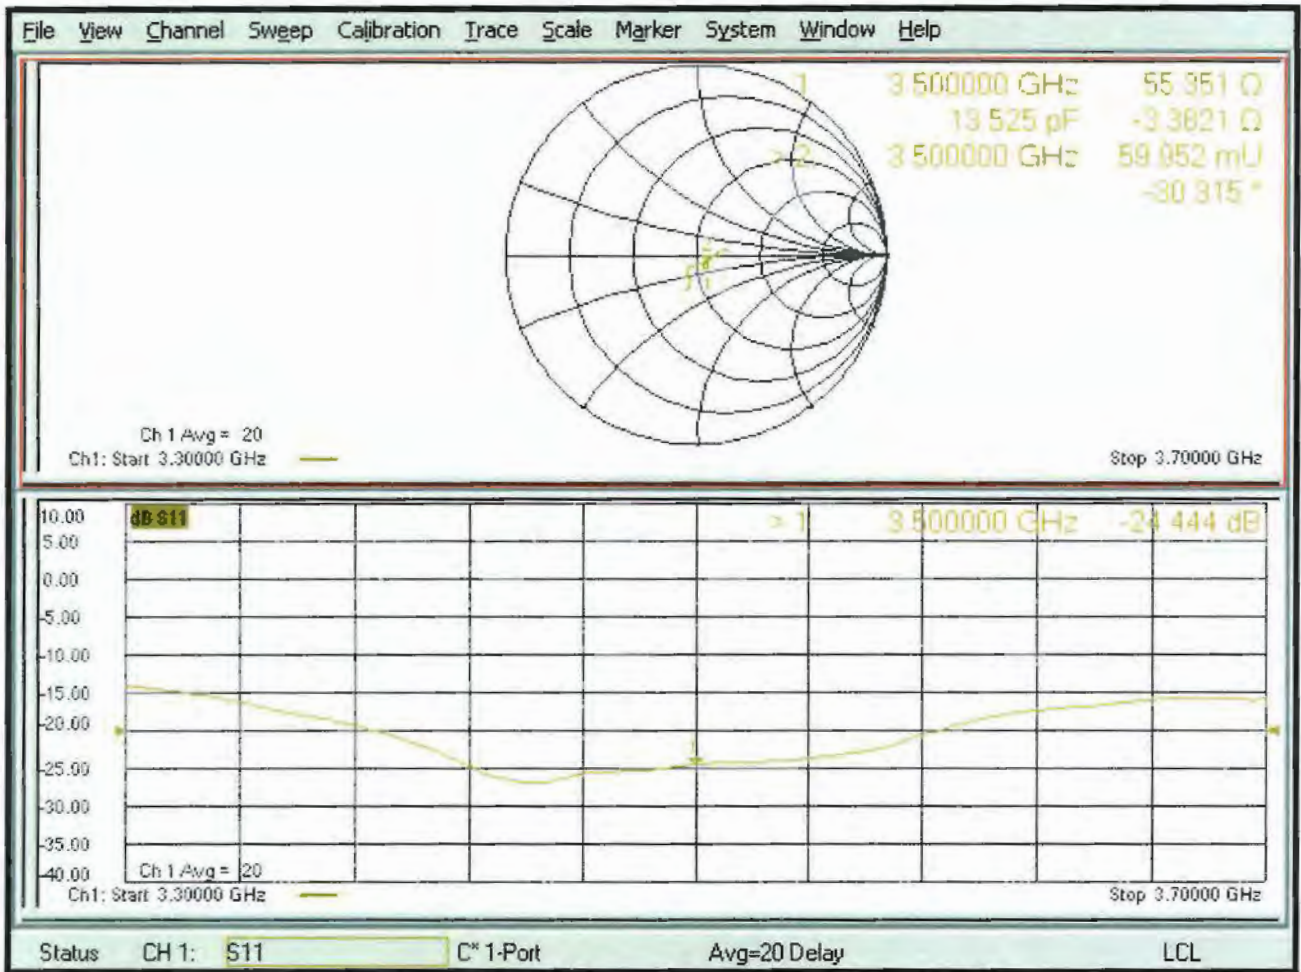 File View Channel Sweep Calibration Trace Scale Marker System Window Help
1 3.500000 GHz 55.351 Ω
13.525 pF -3.3821 Ω
> 2 3.500000 GHz 59.952 mU
-30.315 °
Ch 1 Avg = 20
Ch1: Start 3.30000 GHz
Stop 3.70000 GHz
10.00
dB S11
> 1 3.500000 GHz -24.444 dB
5.00
0.00
-5.00
-10.00
-15.00
-20.00
-25.00
-30.00
-35.00
-40.00
1
Ch 1 Avg = 20
Ch1: Start 3.30000 GHz
Stop 3.70000 GHz
Status CH 1: S11 C* 1-Port Avg=20 Delay LCL